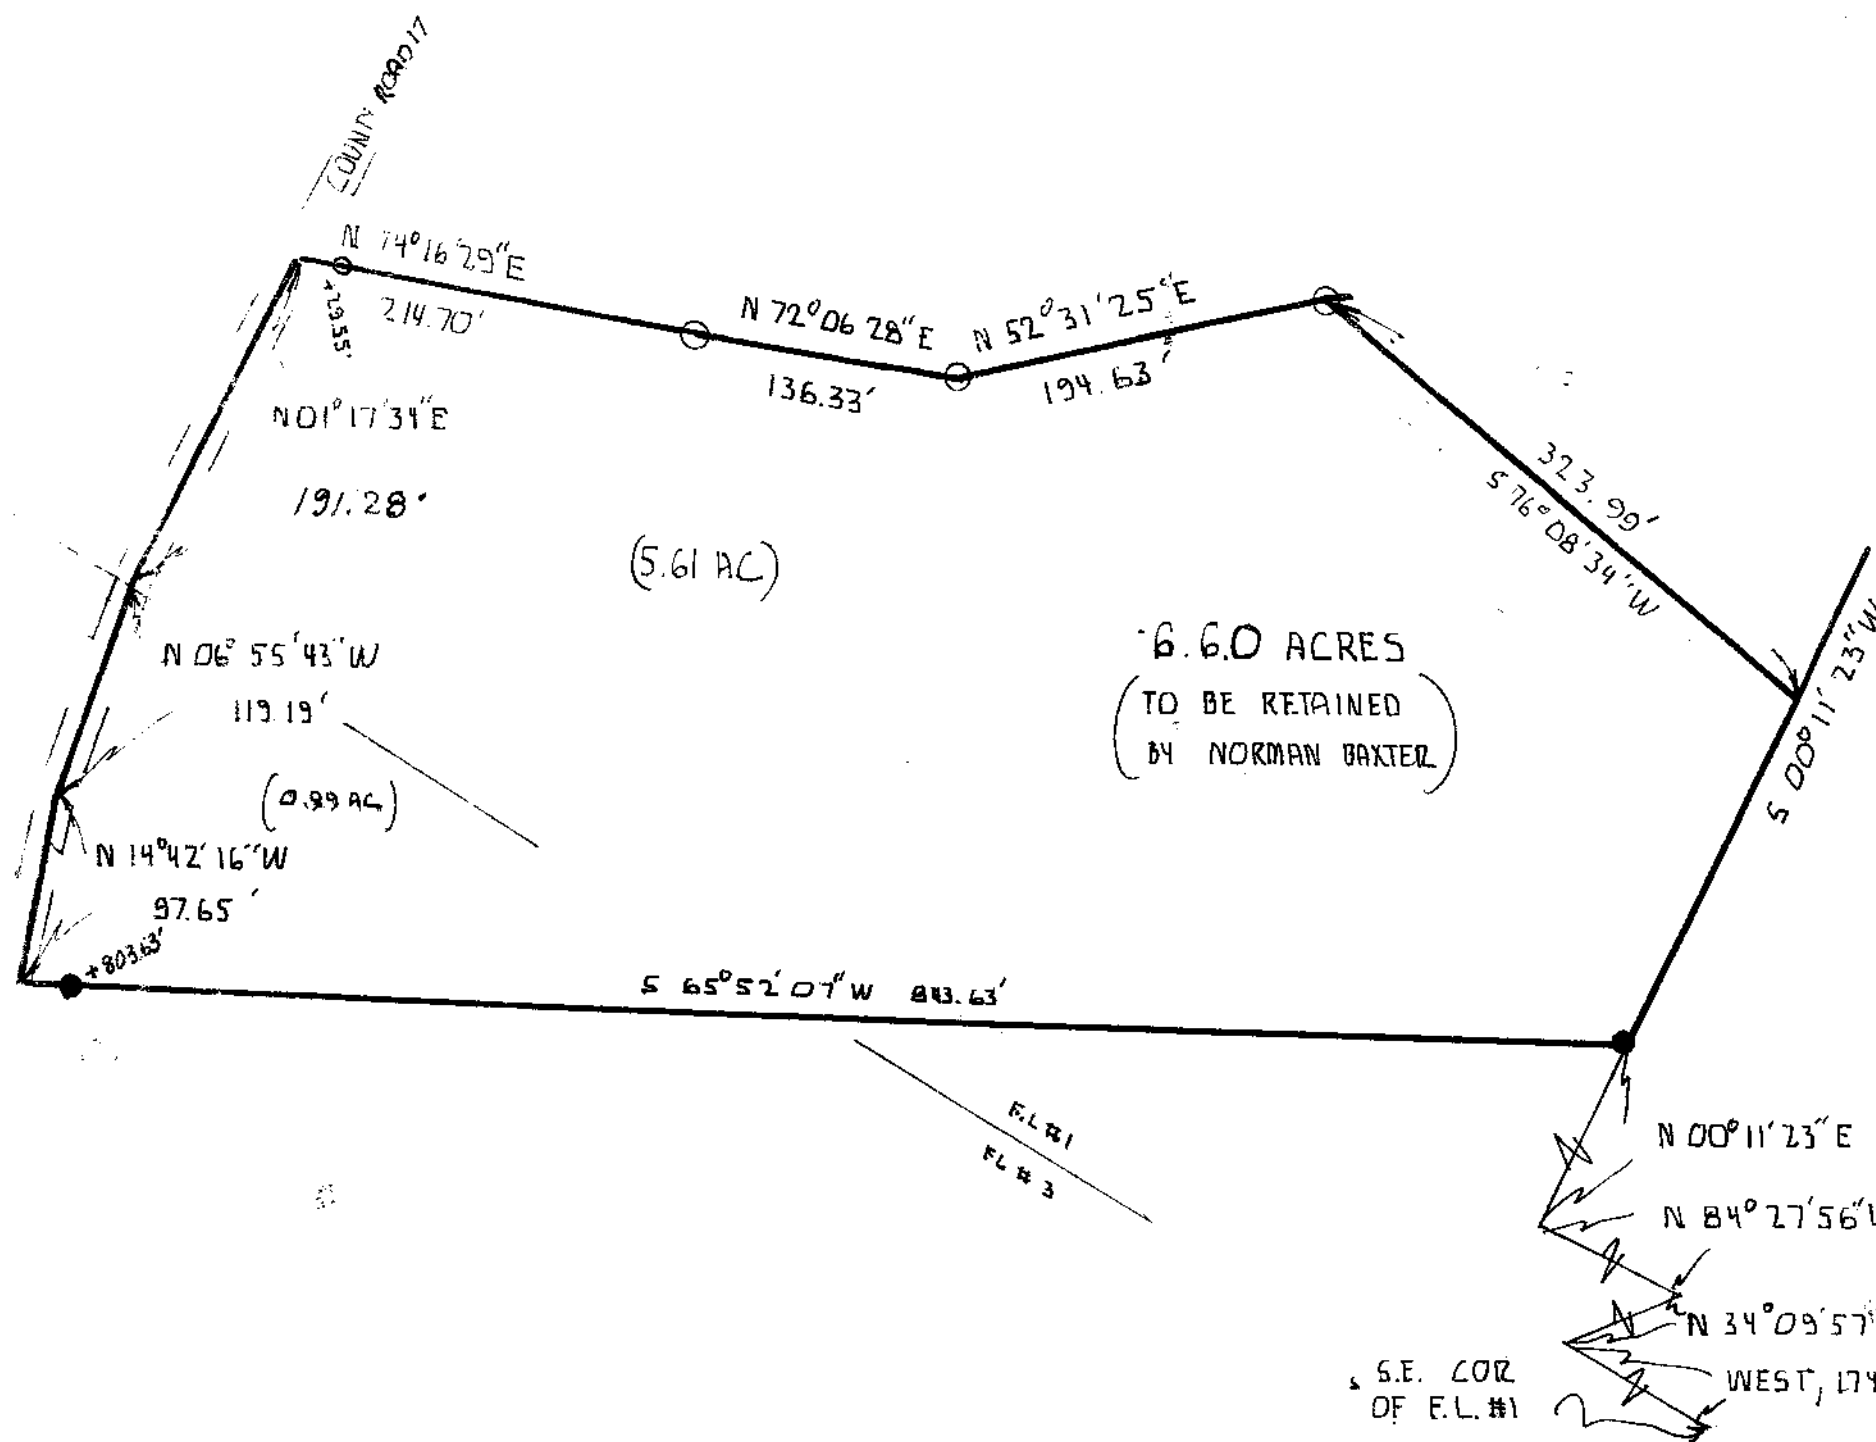 COUNTY ROAD 17
N 74°16'29"E
+29.55'
214.70'
N 72°06'28"E
136.33'
N 52°31'25"E
194.63'
323.99'
S 76°08'34"W
S 00°11'23"W
N 01°17'34"E
191.28'
(5.61 AC)
6.60 ACRES
(TO BE RETAINED
BY NORMAN BAXTER)
N 06°55'43"W
119.19'
(0.99 AC)
N 14°42'16"W
97.65'
+803.63'
S 65°52'07"W 843.63'
F.L #1
FL # 3
N 00°11'23"E
N 84°27'56"
N 34°09'57"
WEST, 174
S.E. COR
OF F.L. #1